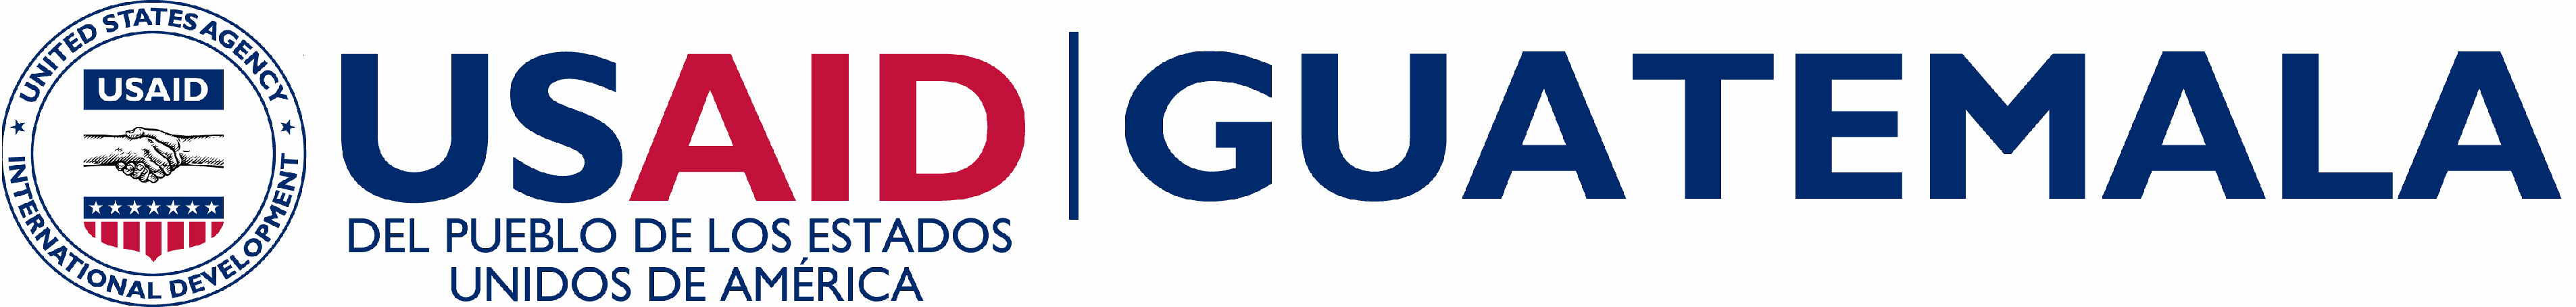 UNITED STATES AGENCY
INTERNATIONAL DEVELOPMENT
USAID
USAID
GUATEMALA
DEL PUEBLO DE LOS ESTADOS
UNIDOS DE AMÉRICA